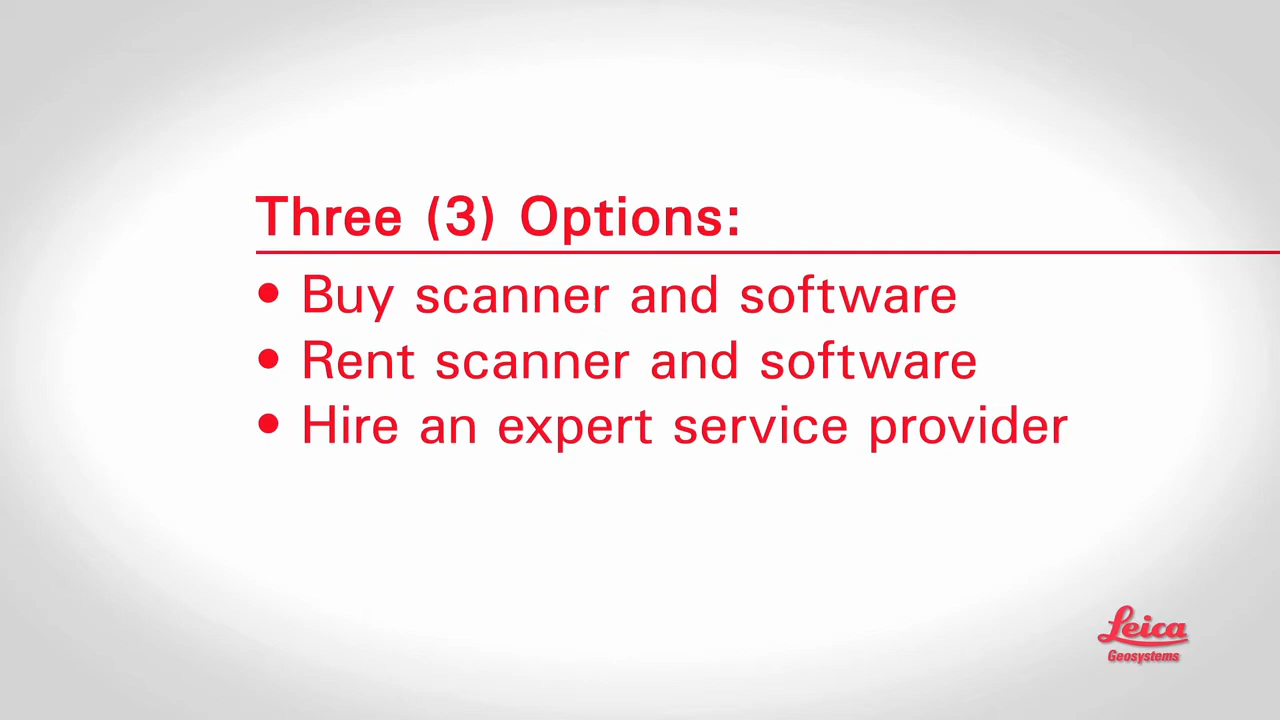 Three (3) Options:
• Buy scanner and software
• Rent scanner and software
• Hire an expert service provider
Leica
Geosystems